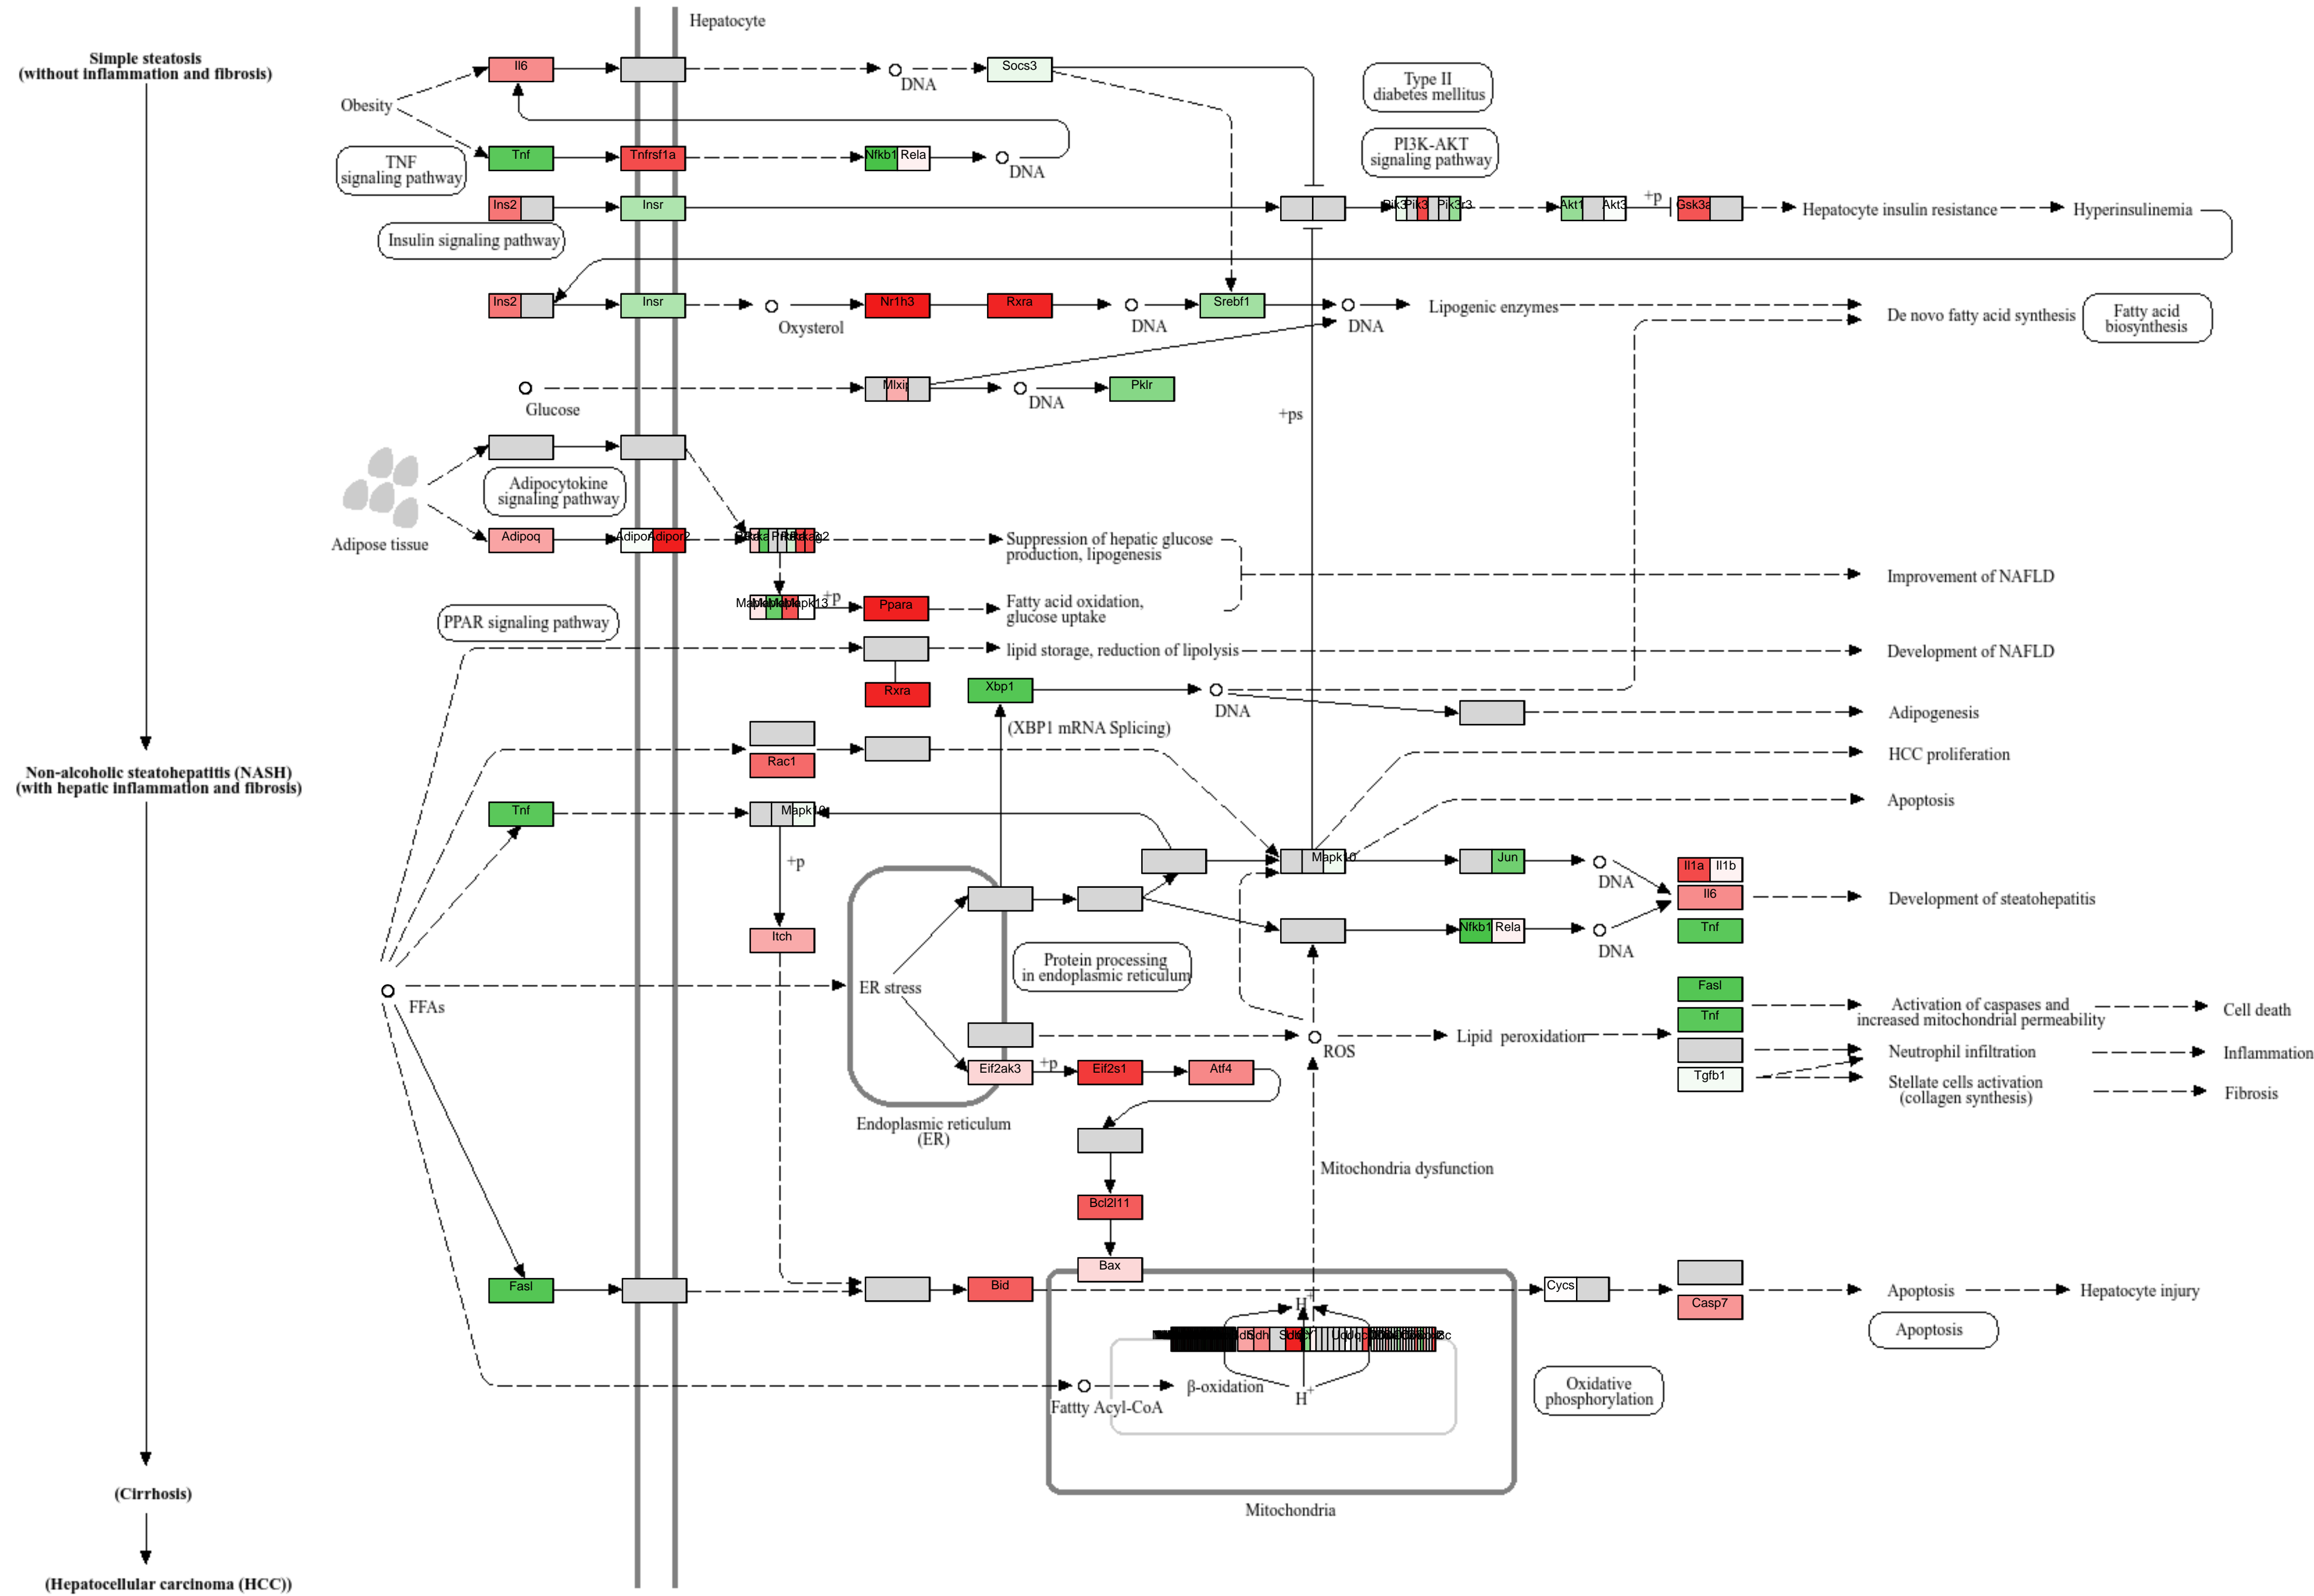 Hepatocyte
Simple steatosis
(without inflammation and fibrosis)
Il6
DNA
Socs3
Type II
diabetes mellitus
Obesity
TNF
signaling pathway
Tnf
Tnfrsf1a
Nfkb1
Rela
DNA
PI3K-AKT
signaling pathway
Ins2
Insr
Pik3r3
Akt1
Akt3
+p
Gsk3a
Hepatocyte insulin resistance
Hyperinsulinemia
Insulin signaling pathway
Ins2
Insr
Oxysterol
Nr1h3
Rxra
DNA
Srebf1
DNA
Lipogenic enzymes
De novo fatty acid synthesis
Fatty acid
biosynthesis
Glucose
Mlxip
DNA
Pklr
+ps
Adipocytokine
signaling pathway
Adipose tissue
Adipoq
Adipor2
Suppression of hepatic glucose
production, lipogenesis
Improvement of NAFLD
+p
Ppara
Fatty acid oxidation,
glucose uptake
PPAR signaling pathway
lipid storage, reduction of lipolysis
Development of NAFLD
Rxra
Xbp1
DNA
(XBP1 mRNA Splicing)
Adipogenesis
Rac1
HCC proliferation
Non-alcoholic steatohepatitis (NASH)
(with hepatic inflammation and fibrosis)
Tnf
Mapk10
Apoptosis
+p
Mapk10
Jun
DNA
Il1a
Il1b
Il6
Development of steatohepatitis
Itch
Nfkb1
Rela
DNA
Tnf
Protein processing
in endoplasmic reticulum
ER stress
FFAs
Fasl
Tnf
Activation of caspases and
increased mitochondrial permeability
Cell death
ROS
Lipid peroxidation
Neutrophil infiltration
Inflammation
Eif2ak3
+p
Eif2s1
Atf4
Tgfb1
Stellate cells activation
(collagen synthesis)
Fibrosis
Endoplasmic reticulum
(ER)
Mitochondria dysfunction
Bcl2l11
Bax
Fasl
Bid
Cycs
Casp7
Apoptosis
Hepatocyte injury
H+
Apoptosis
β-oxidation
H+
Fattty Acyl-CoA
Oxidative
phosphorylation
Mitochondria
(Cirrhosis)
(Hepatocellular carcinoma (HCC))